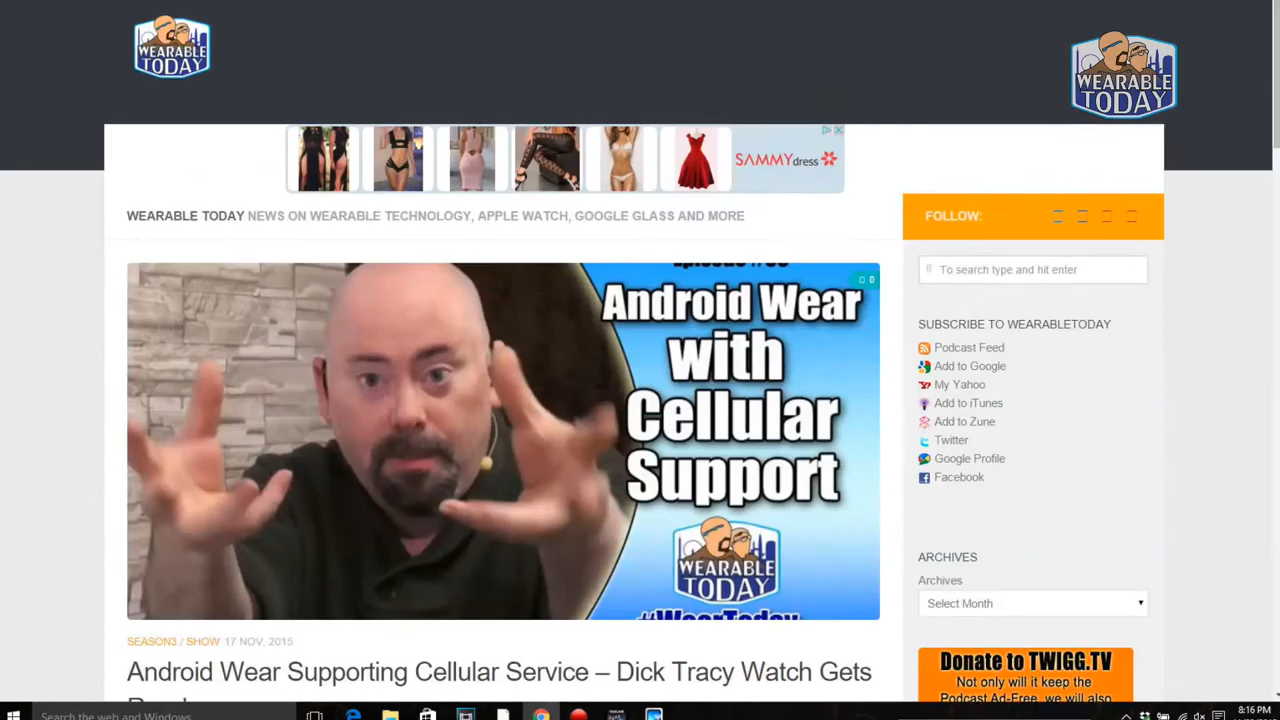 WEARABLE
TODAY
WEARABLE
TODAY
SAMMYdress
WEARABLE TODAY NEWS ON WEARABLE TECHNOLOGY, APPLE WATCH, GOOGLE GLASS AND MORE
FOLLOW:
0
Android Wear
with
Cellular
Support
WEARABLE
TODAY
#WearToday
To search type and hit enter
SUBSCRIBE TO WEARABLETODAY
Podcast Feed
Add to Google
My Yahoo
Add to iTunes
Add to Zune
Twitter
Google Profile
Facebook
ARCHIVES
Archives
Select Month
Donate to TWIGG.TV
Not only will it keep the
Podcast Ad-Free, we will also
SEASON3 / SHOW 17 NOV, 2015
Android Wear Supporting Cellular Service – Dick Tracy Watch Gets
Search the web and Windows
8:16 PM